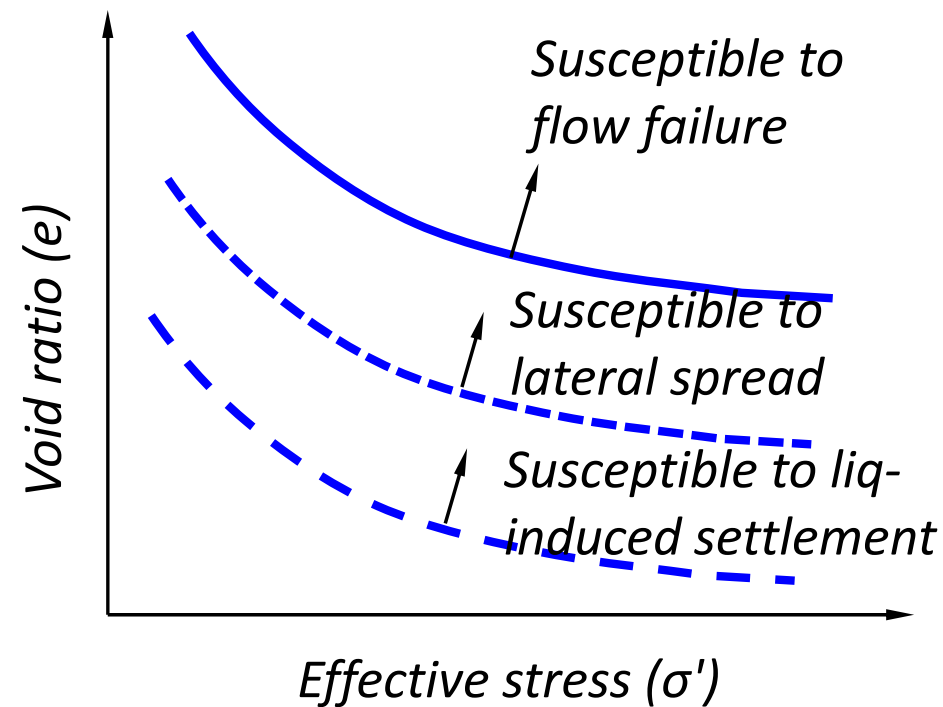 Susceptible to
flow failure
Void ratio (e)
Susceptible to
lateral spread
Susceptible to liq-
induced settlement
Effective stress (σ')